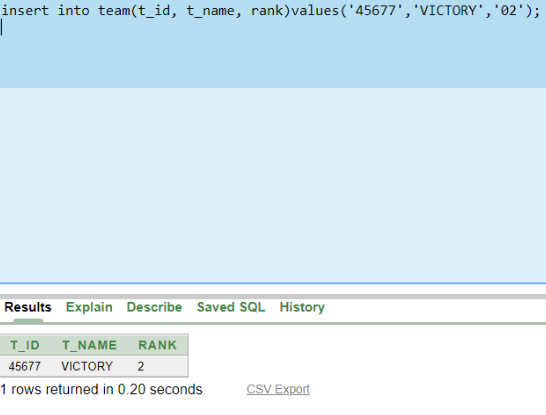 insert into team(t_id, t_name, rank)values('45677','VICTORY','02');
Results Explain Describe Saved SQL History
T_ID T_NAME RANK
45677 VICTORY 2
1 rows returned in 0.20 seconds CSV Export